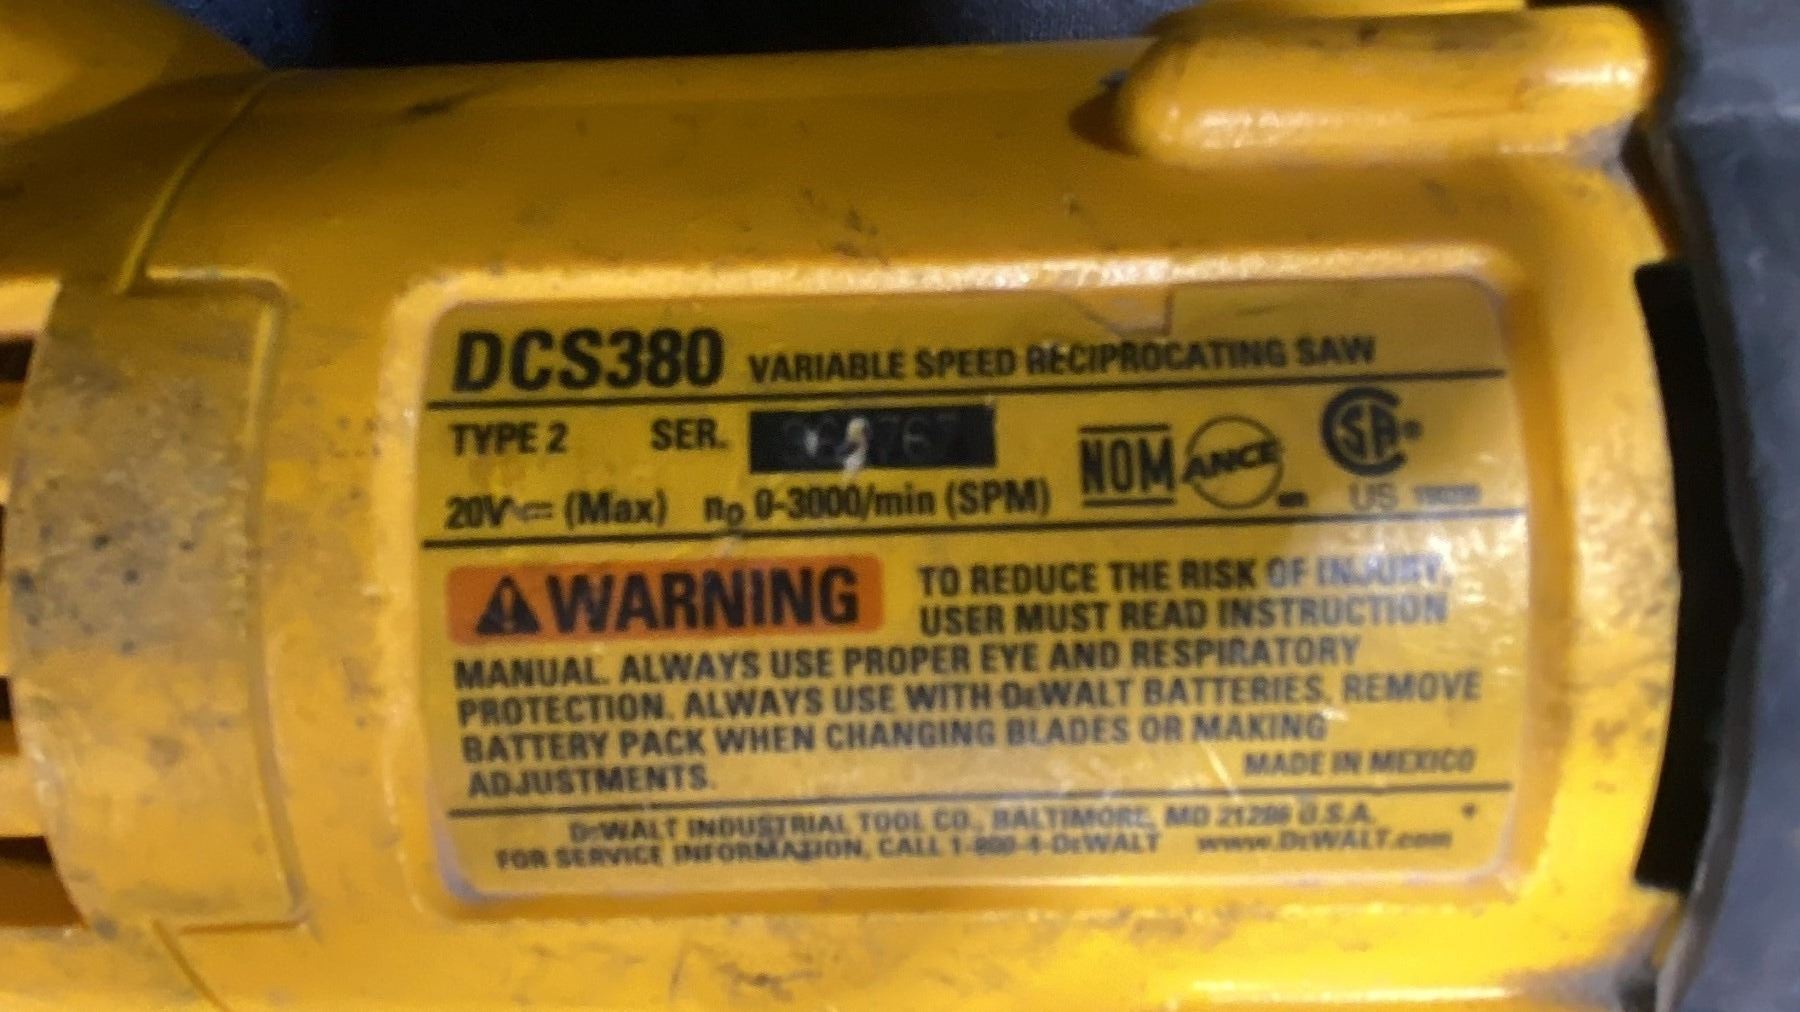 DCS380 VARIABLE SPEED RECIPROCATING SAW
TYPE 2 SER.
NOM ANCE
SA®
US
20V (Max) no 0-3000/min (SPM)
WARNING TO REDUCE THE RISK OF INJURY,
USER MUST READ INSTRUCTION
MANUAL. ALWAYS USE PROPER EYE AND RESPIRATORY
PROTECTION. ALWAYS USE WITH DEWALT BATTERIES. REMOVE
BATTERY PACK WHEN CHANGING BLADES OR MAKING
ADJUSTMENTS.
MADE IN MEXICO
DEWALT INDUSTRIAL TOOL CO., BALTIMORE, MD 21286 U.S.A.
FOR SERVICE INFORMATION, CALL 1-800-4-DEWALT www.DEWALT.com